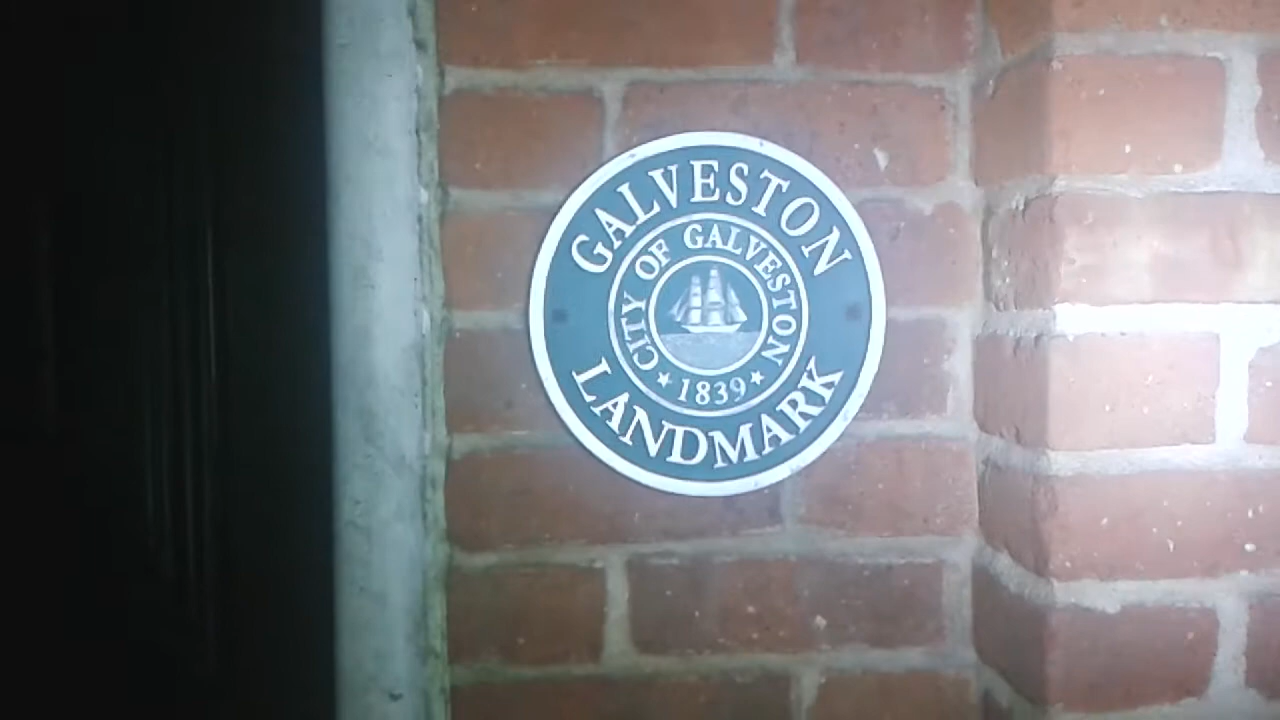 GALVESTON
CITY OF GALVESTON
★ 1839 ★
LANDMARK